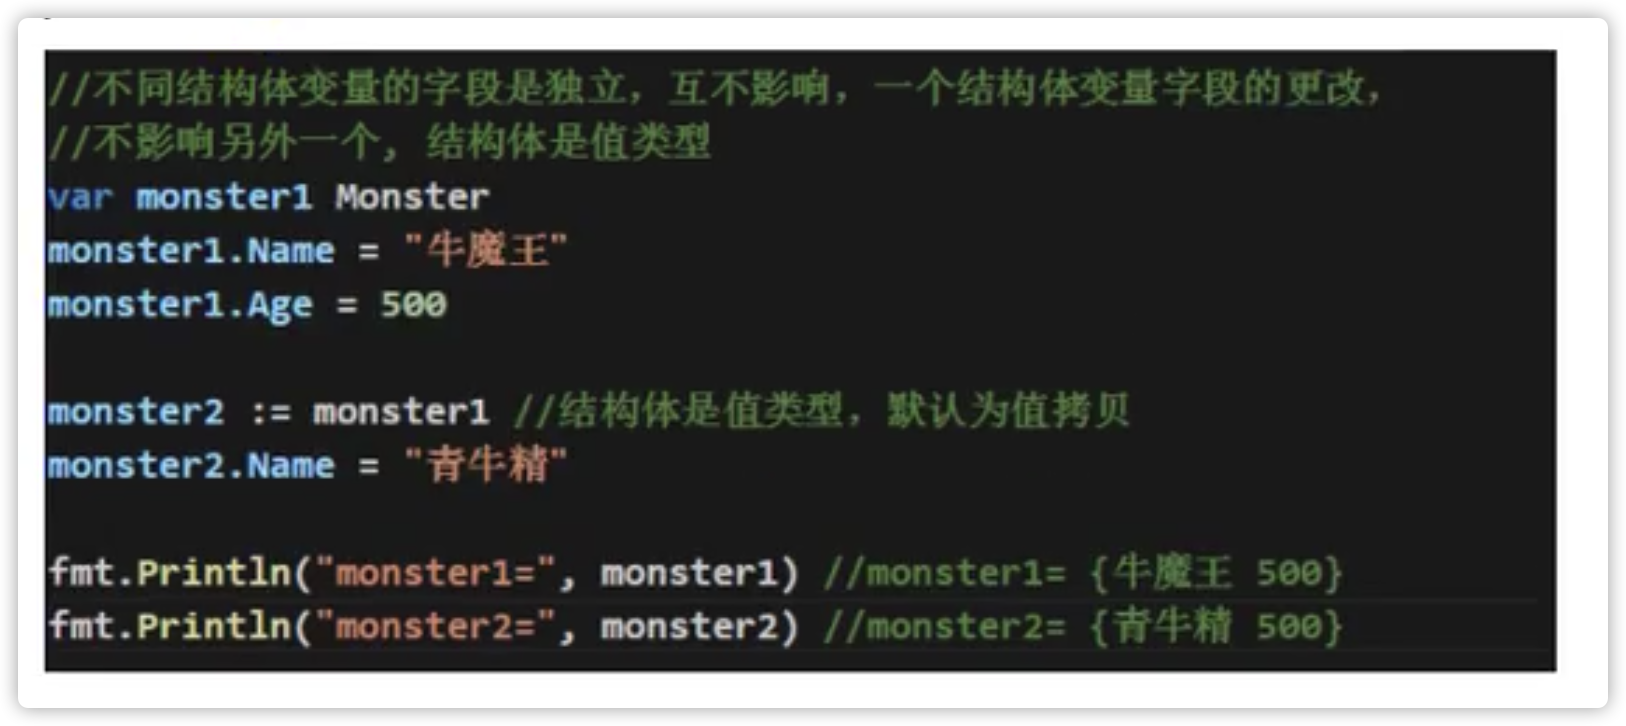 //不同结构体变量的字段是独立，互不影响，一个结构体变量字段的更改，
//不影响另外一个, 结构体是值类型
var monster1 Monster
monster1.Name = "牛魔王"
monster1.Age = 500
monster2 := monster1 //结构体是值类型，默认为值拷贝
monster2.Name = "青牛精"
fmt.Println("monster1=", monster1) //monster1= {牛魔王 500}
fmt.Println("monster2=", monster2) //monster2= {青牛精 500}